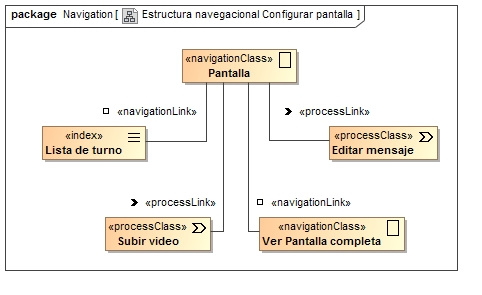 package Navigation [ Estructura navegacional Configurar pantalla ]
«navigationClass»
Pantalla
«navigationLink»
«processLink»
«index»
Lista de turno
«processClass»
Editar mensaje
«processLink»
«navigationLink»
«processClass»
Subir video
«navigationClass»
Ver Pantalla completa